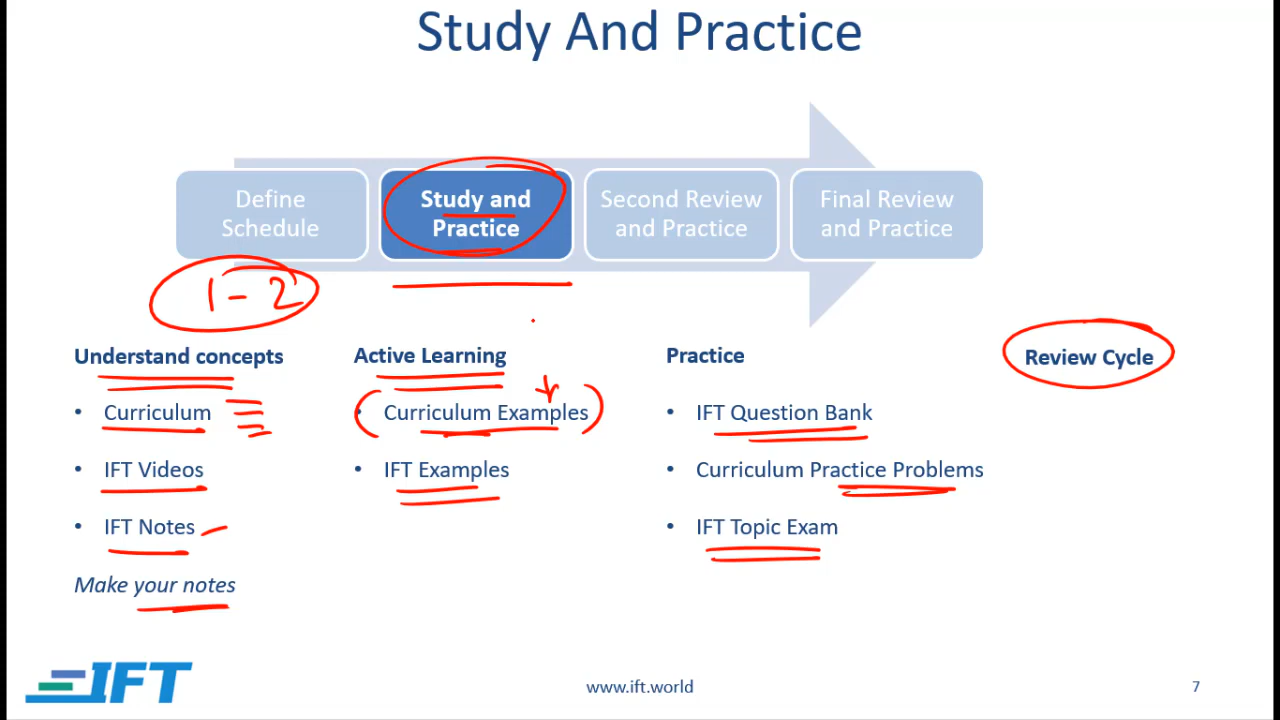 Study And Practice
Define
Schedule
Study and
Practice
Second Review
and Practice
Final Review
and Practice
1-2
Understand concepts
• Curriculum
• IFT Videos
• IFT Notes
Make your notes
Active Learning
• Curriculum Examples
• IFT Examples
Practice
• IFT Question Bank
• Curriculum Practice Problems
• IFT Topic Exam
Review Cycle
IFT
www.ift.world
7